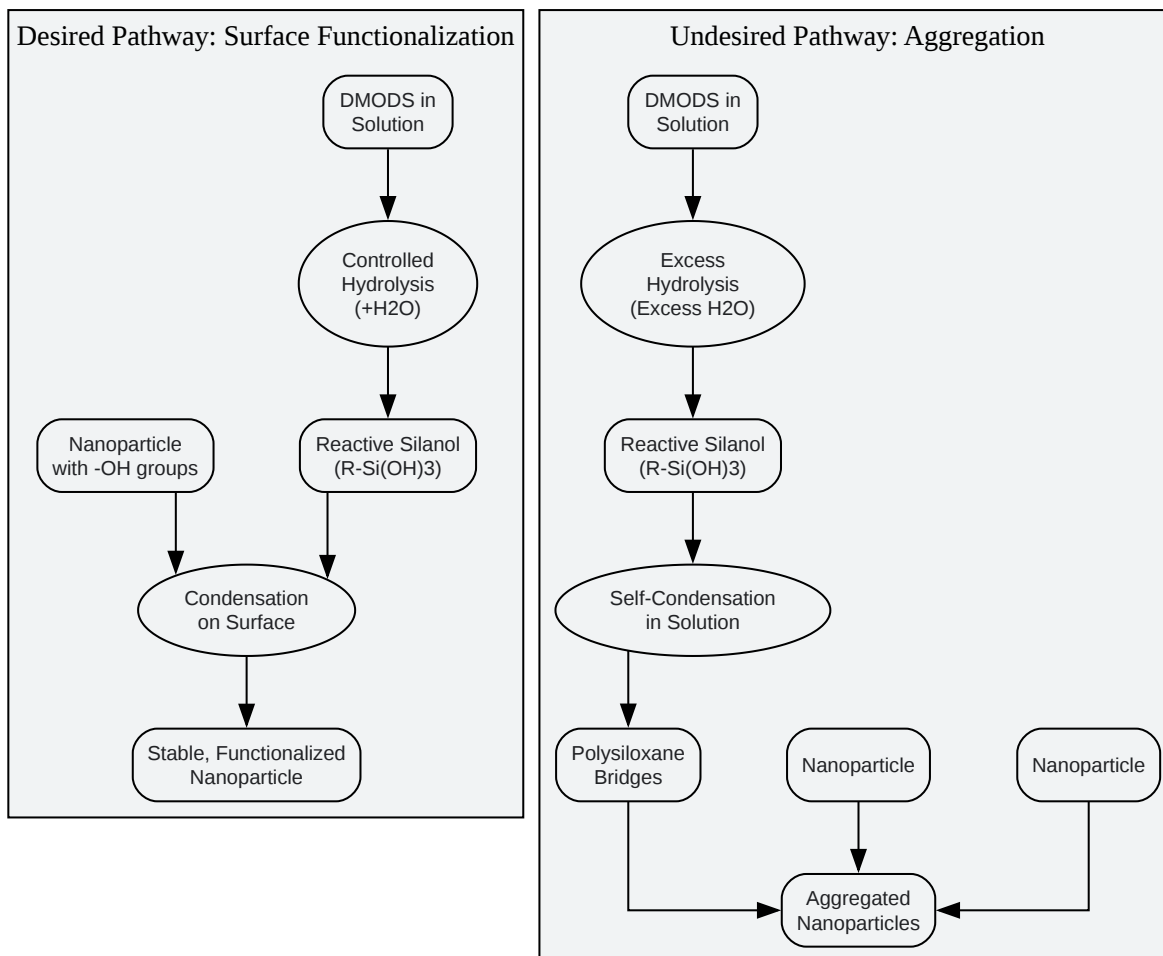 Desired Pathway: Surface Functionalization
DMODS in
Solution
Controlled
Hydrolysis
(+H2O)
Nanoparticle
with -OH groups
Reactive Silanol
(R-Si(OH)3)
Condensation
on Surface
Stable, Functionalized
Nanoparticle
Undesired Pathway: Aggregation
DMODS in
Solution
Excess
Hydrolysis
(Excess H2O)
Reactive Silanol
(R-Si(OH)3)
Self-Condensation
in Solution
Polysiloxane
Bridges
Nanoparticle
Nanoparticle
Aggregated
Nanoparticles